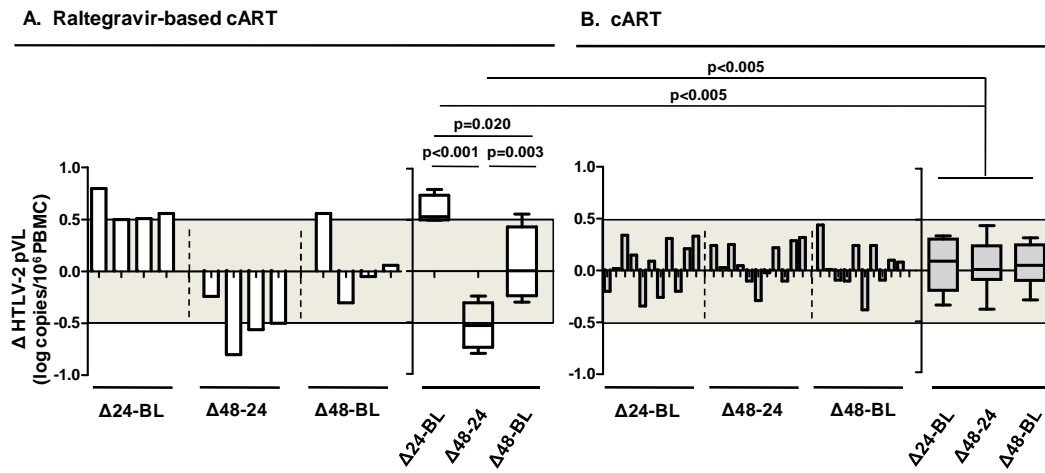 A. Raltegravir-based cART
B. cART
p<0.005
p<0.005
p=0.020
p<0.001
p=0.003
Δ HTLV-2 pVL
(log copies/10⁶ PBMC)
1.0
0.5
0.0
-0.5
-1.0
Δ24-BL
Δ48-24
Δ48-BL
Δ24-BL
Δ48-24
Δ48-BL
1.0
0.5
0.0
-0.5
-1.0
Δ24-BL
Δ48-24
Δ48-BL
Δ24-BL
Δ48-24
Δ48-BL